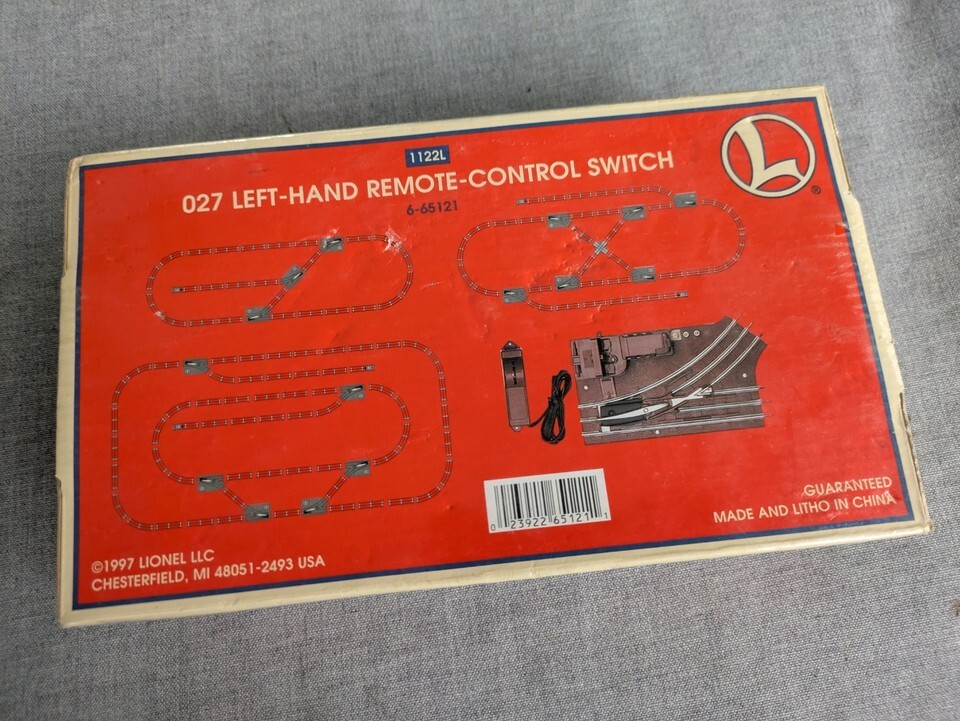 1122L
027 LEFT-HAND REMOTE-CONTROL SWITCH
6-65121
L
®
0 23922 65121 1
GUARANTEED
MADE AND LITHO IN CHINA
©1997 LIONEL LLC
CHESTERFIELD, MI 48051-2493 USA